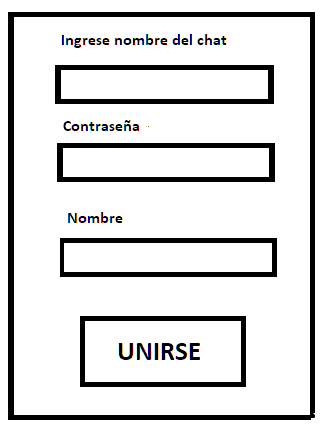 Ingrese nombre del chat
Contraseña
Nombre
UNIRSE